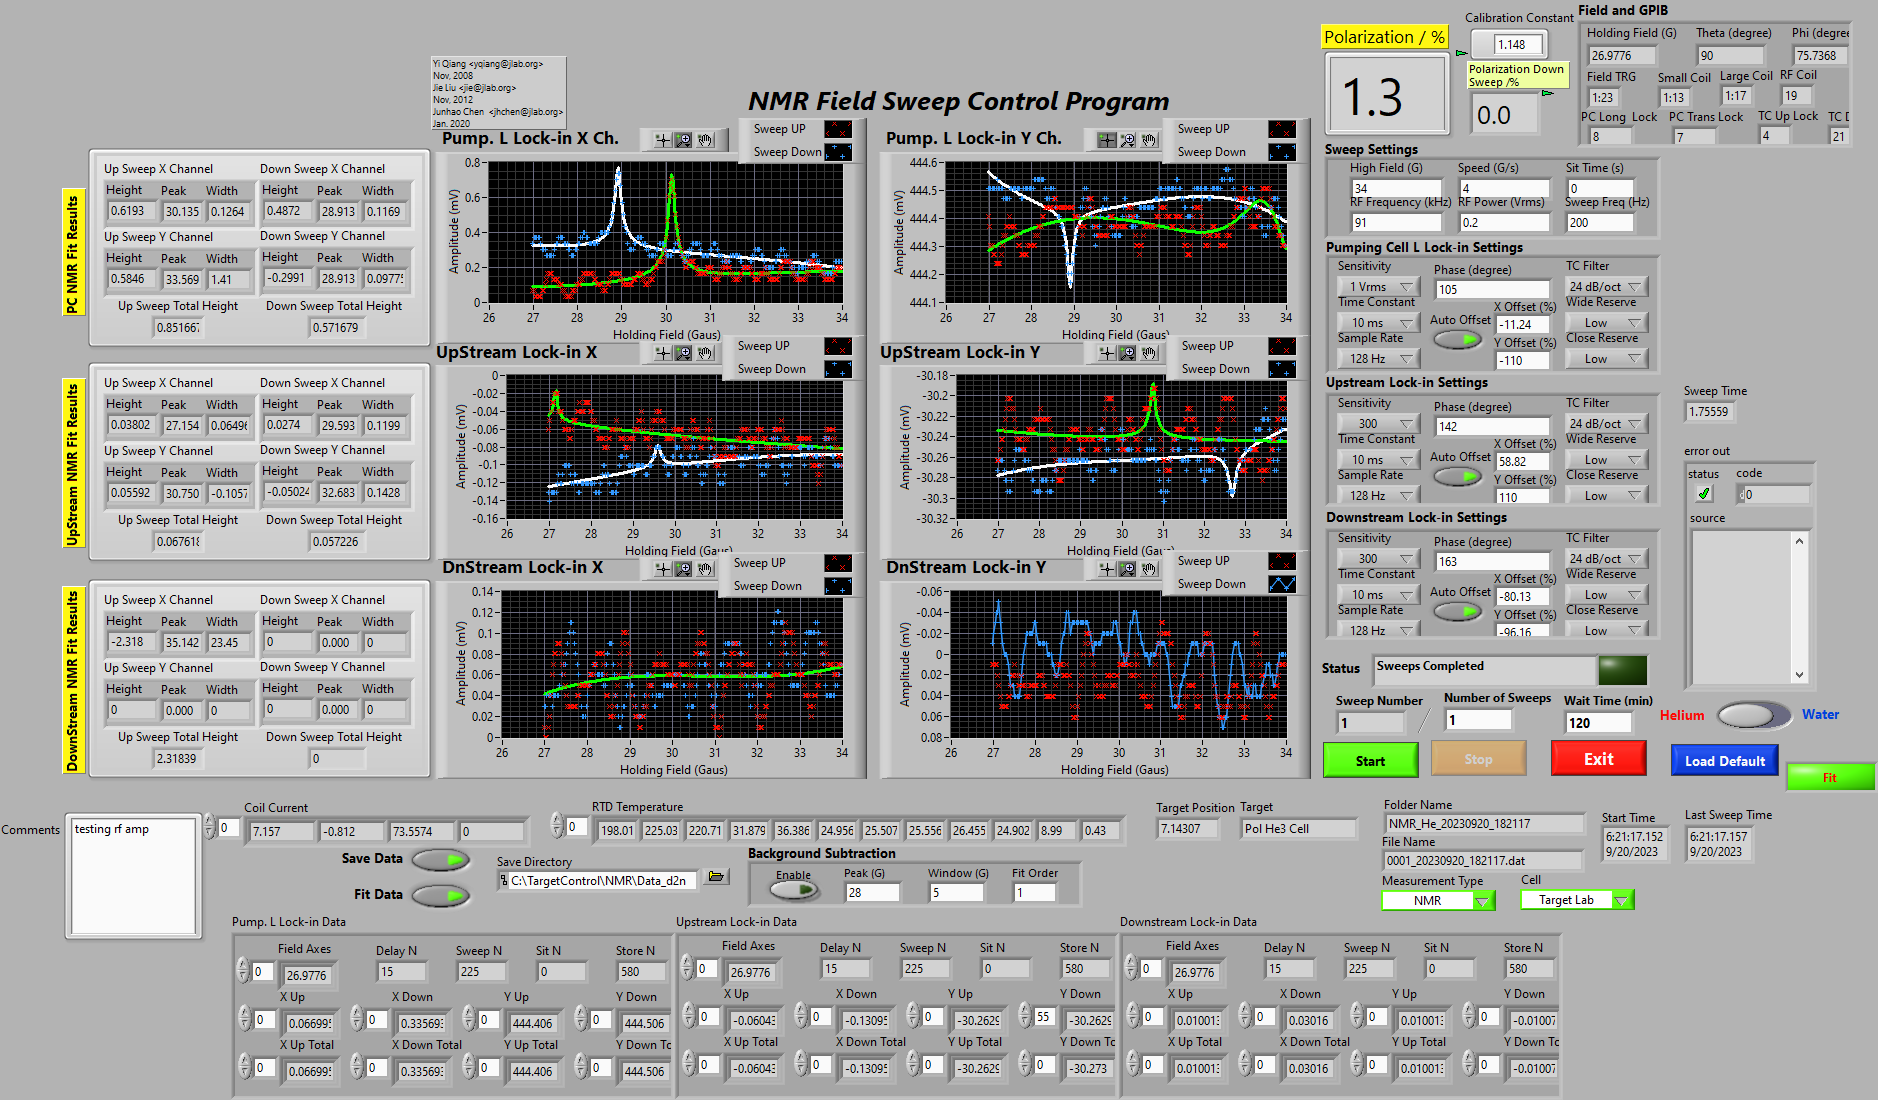 Yi Qiang <yqiang@jlab.org>
Nov, 2008
Jie Liu <jie@jlab.org>
Nov, 2012
Junhao Chen <jhchen@jlab.org>
Jan. 2020
NMR Field Sweep Control Program
Polarization / %
1.3
Calibration Constant
1.148
Polarization Down
Sweep /%
0.0
Field and GPIB
Holding Field (G) Theta (degree) Phi (degree
26.9776 90 75.7368
Field TRG Small Coil Large Coil RF Coil
1:23 1:13 1:17 19
PC Long Lock PC Trans Lock TC Up Lock TC D
8 7 4 21
PC NMR Fit Results
Up Sweep X Channel Down Sweep X Channel
Height Peak Width Height Peak Width
0.6193 30.135 0.1264 0.4872 28.913 0.1169
Up Sweep Y Channel Down Sweep Y Channel
Height Peak Width Height Peak Width
0.5846 33.569 1.41 -0.2991 28.913 0.0977
Up Sweep Total Height Down Sweep Total Height
0.851667 0.571679
UpStream NMR Fit Results
Up Sweep X Channel Down Sweep X Channel
Height Peak Width Height Peak Width
0.03802 27.154 0.0649 0.0274 29.593 0.1199
Up Sweep Y Channel Down Sweep Y Channel
Height Peak Width Height Peak Width
0.05592 30.750 -0.1057 -0.05024 32.683 0.1428
Up Sweep Total Height Down Sweep Total Height
0.067618 0.057226
DownStream NMR Fit Results
Up Sweep X Channel Down Sweep X Channel
Height Peak Width Height Peak Width
-2.318 35.142 23.45 0 0.000 0
Up Sweep Y Channel Down Sweep Y Channel
Height Peak Width Height Peak Width
0 0.000 0 0 0.000 0
Up Sweep Total Height Down Sweep Total Height
2.31839 0
Pump. L Lock-in X Ch.
Sweep UP
Sweep Down
Amplitude (mV)
0.8
0.6
0.4
0.2
0
26 27 28 29 30 31 32 33 34
Holding Field (Gaus)
Pump. L Lock-in Y Ch.
Sweep UP
Sweep Down
Amplitude (mV)
444.6
444.5
444.4
444.3
444.2
444.1
26 27 28 29 30 31 32 33 34
Holding Field (Gaus)
UpStream Lock-in X
Sweep UP
Sweep Down
Amplitude (mV)
0
-0.02
-0.04
-0.06
-0.08
-0.1
-0.12
-0.14
-0.16
26 27 28 29 30 31 32 33 34
Holding Field (Gaus)
UpStream Lock-in Y
Sweep UP
Sweep Down
Amplitude (mV)
-30.18
-30.2
-30.22
-30.24
-30.26
-30.28
-30.3
-30.32
26 27 28 29 30 31 32 33 34
Holding Field (Gaus)
DnStream Lock-in X
Sweep UP
Sweep Down
Amplitude (mV)
0.14
0.12
0.1
0.08
0.06
0.04
0.02
0
26 27 28 29 30 31 32 33 34
Holding Field (Gaus)
DnStream Lock-in Y
Sweep UP
Sweep Down
Amplitude (mV)
-0.06
-0.04
-0.02
0
0.02
0.04
0.06
0.08
26 27 28 29 30 31 32 33 34
Holding Field (Gaus)
Sweep Settings
High Field (G) Speed (G/s) Sit Time (s)
34 4 0
RF Frequency (kHz) RF Power (Vrms) Sweep Freq (Hz)
91 0.2 200
Pumping Cell L Lock-in Settings
Sensitivity Phase (degree) TC Filter
1 Vrms 105 24 dB/oct
Time Constant X Offset (%) Wide Reserve
10 ms Auto Offset -11.24 Low
Sample Rate Y Offset (%) Close Reserve
128 Hz -110 Low
Upstream Lock-in Settings
Sensitivity Phase (degree) TC Filter
300 142 24 dB/oct
Time Constant X Offset (%) Wide Reserve
10 ms Auto Offset 58.82 Low
Sample Rate Y Offset (%) Close Reserve
128 Hz 110 Low
Downstream Lock-in Settings
Sensitivity Phase (degree) TC Filter
300 163 24 dB/oct
Time Constant X Offset (%) Wide Reserve
10 ms Auto Offset -80.13 Low
Sample Rate Y Offset (%) Close Reserve
128 Hz -96.16 Low
Sweep Time
1.75559
error out
status code
0
source
Status Sweeps Completed
Sweep Number Number of Sweeps Wait Time (min)
1 / 1 120
Helium Water
Start Stop Exit Load Default Fit
Comments
testing rf amp
Coil Current
0 7.157 -0.812 73.5574 0
RTD Temperature
0 198.01 225.03 220.71 31.879 36.386 24.956 25.507 25.556 26.455 24.902 8.99 0.43
Target Position Target
7.14307 Pol He3 Cell
Folder Name
NMR_He_20230920_182117
File Name
0001_20230920_182117.dat
Measurement Type Cell
NMR Target Lab
Start Time
6:21:17.152
9/20/2023
Last Sweep Time
6:21:17.157
9/20/2023
Save Data
Fit Data
Save Directory
C:\TargetControl\NMR\Data_d2n
Background Subtraction
Enable Peak (G) Window (G) Fit Order
28 5 1
Pump. L Lock-in Data
Field Axes Delay N Sweep N Sit N Store N
0 26.9776 15 225 0 580
X Up X Down Y Up Y Down
0 0.06699 0 0.33569 0 444.406 0 444.506
X Up Total X Down Total Y Up Total Y Down To
0 0.06699 0 0.33569 0 444.406 0 444.506
Upstream Lock-in Data
Field Axes Delay N Sweep N Sit N Store N
0 26.9776 15 225 0 580
X Up X Down Y Up Y Down
0 -0.06043 0 -0.13095 0 -30.2629 55 -30.2629
X Up Total X Down Total Y Up Total Y Down To
0 -0.06043 0 -0.13095 0 -30.2629 0 -30.273
Downstream Lock-in Data
Field Axes Delay N Sweep N Sit N Store N
0 26.9776 15 225 0 580
X Up X Down Y Up Y Down
0 0.01001 0 0.03016 0 0.01001 0 -0.01007
X Up Total X Down Total Y Up Total Y Down To
0 0.01001 0 0.03016 0 0.01001 0 -0.01007